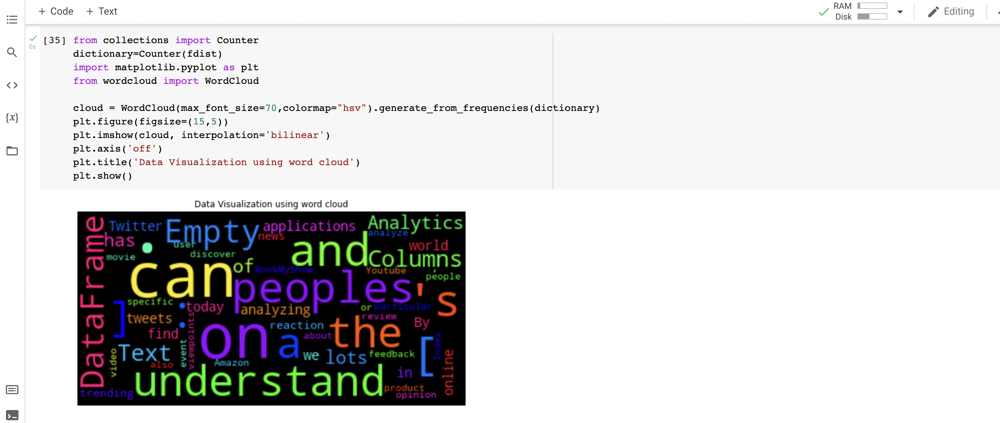 + Code + Text
RAM
Disk
Editing
{x}
0s
[35] from collections import Counter
dictionary=Counter(fdist)
import matplotlib.pyplot as plt
from wordcloud import WordCloud
cloud = WordCloud(max_font_size=70,colormap="hsv").generate_from_frequencies(dictionary)
plt.figure(figsize=(15,5))
plt.imshow(cloud, interpolation='bilinear')
plt.axis('off')
plt.title('Data Visualization using word cloud')
plt.show()
Data Visualization using word cloud
DataFrame
Twitter
Empty
applications
Analytics
has
.
user
news
analyze
movie
discover
and
world
Columns
can
of
BookMyShow
Youtube
,
people
peoples
's
specific
]
:
today
analyzing
or
particular
tweets
review
find
viewpoints
on
reaction
the
By
about
a
Text
event
we
lots
feedback
[
Index
video
also
Amazon
online
understand
in
trending
product
opinion